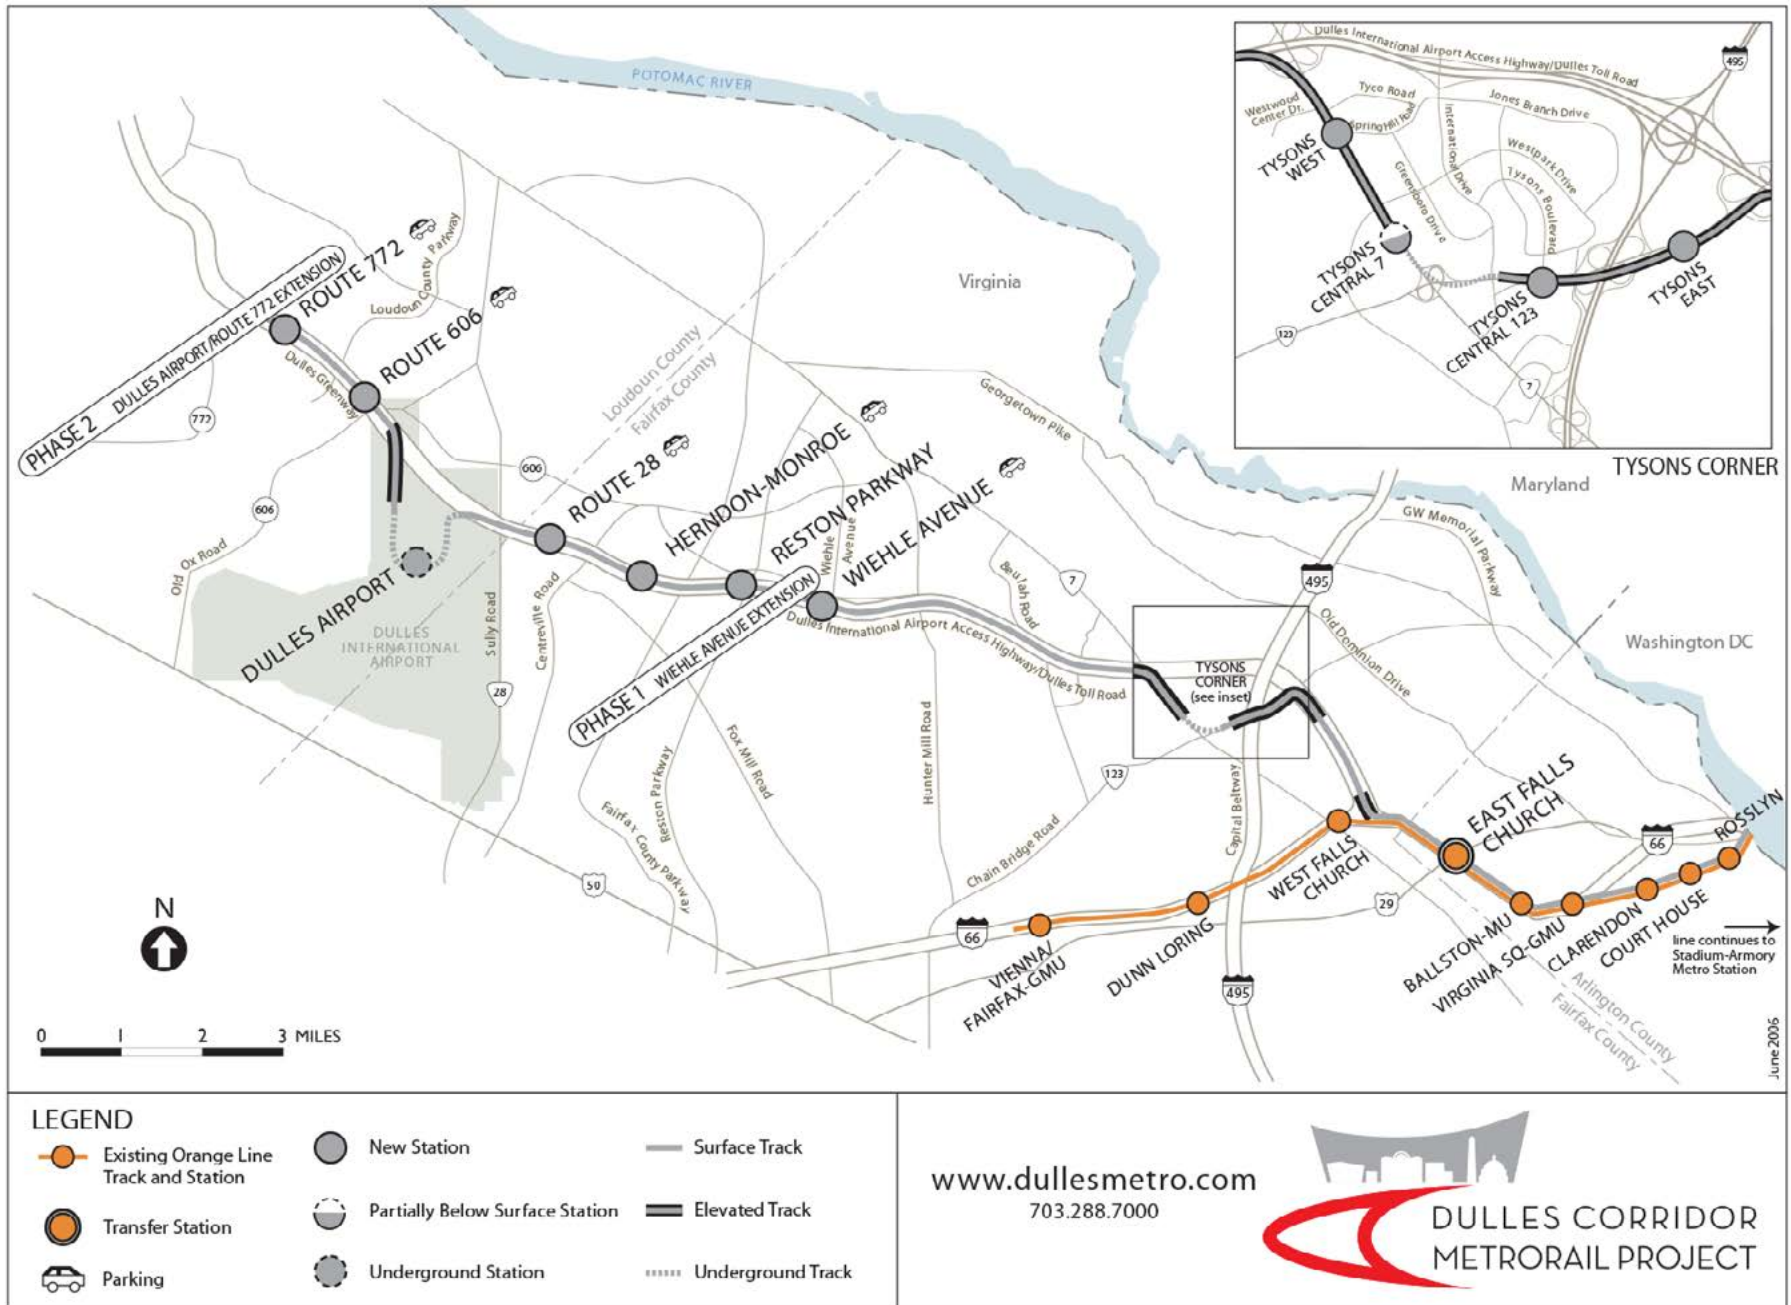 POTOMAC RIVER
Virginia
Maryland
Washington DC
PHASE 2 DULLES AIRPORT/ROUTE 772 EXTENSION
ROUTE 772
ROUTE 606
Loudoun County Parkway
Dulles Greenway
772
606
606
Old Ox Road
Loudoun County
Fairfax County
ROUTE 28
HERNDON-MONROE
RESTON PARKWAY
WIEHLE AVENUE
Wiehle
Avenue
PHASE 1 WIEHLE AVENUE EXTENSION
DULLES AIRPORT
DULLES
INTERNATIONAL
AIRPORT
Sully Road
28
Centreville Road
Fairfax County Parkway
Reston Parkway
Fox Mill Road
Hunter Mill Road
Dulles International Airport Access Highway/Dulles Toll Road
Beulah Road
7
Georgetown Pike
GW Memorial Parkway
Old Dominion Drive
495
TYSONS
CORNER
(see inset)
123
Chain Bridge Road
Capital Beltway
50
66
29
495
66
VIENNA/
FAIRFAX-GMU
DUNN LORING
WEST FALLS
CHURCH
EAST FALLS
CHURCH
BALLSTON-MU
VIRGINIA SQ-GMU
CLARENDON
COURT HOUSE
ROSSLYN
line continues to
Stadium-Armory
Metro Station
Arlington County
Fairfax County
June 2006
Dulles International Airport Access Highway/Dulles Toll Road
495
Westwood
Center Dr.
Tyco Road
Spring Hill Road
International Drive
Jones Branch Drive
Westpark Drive
Tysons Boulevard
Greensboro Drive
TYSONS
WEST
TYSONS
CENTRAL 7
TYSONS
CENTRAL 123
TYSONS
EAST
123
7
TYSONS CORNER
N
0 1 2 3 MILES
LEGEND
Existing Orange Line
Track and Station
Transfer Station
Parking
New Station
Partially Below Surface Station
Underground Station
Surface Track
Elevated Track
Underground Track
www.dullesmetro.com
703.288.7000
DULLES CORRIDOR
METRORAIL PROJECT